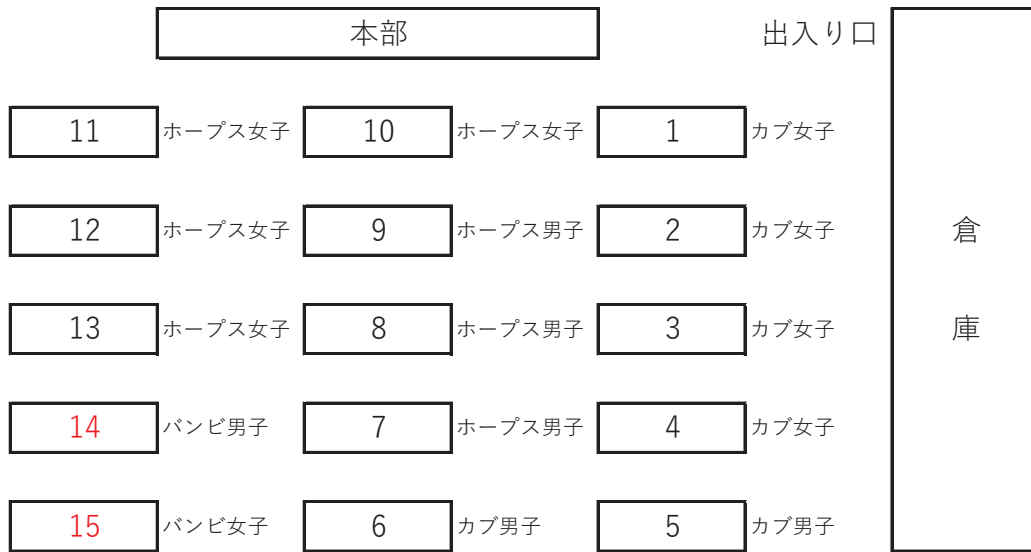 本部 出入り口
11 ホープス女子 10 ホープス女子 1 カブ女子
12 ホープス女子 9 ホープス男子 2 カブ女子
倉
13 ホープス女子 8 ホープス男子 3 カブ女子
庫
14 バンビ男子 7 ホープス男子 4 カブ女子
15 バンビ女子 6 カブ男子 5 カブ男子